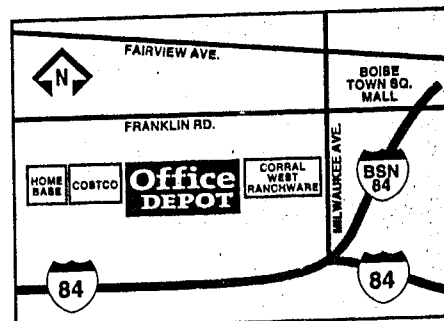 FAIRVIEW AVE.
N
BOISE
TOWN SQ.
MALL
FRANKLIN RD.
HOME
BASE
COSTCO
Office
DEPOT
CORRAL
WEST
RANCHWARE
MILWAUKEE AVE.
BSN
84
84
84